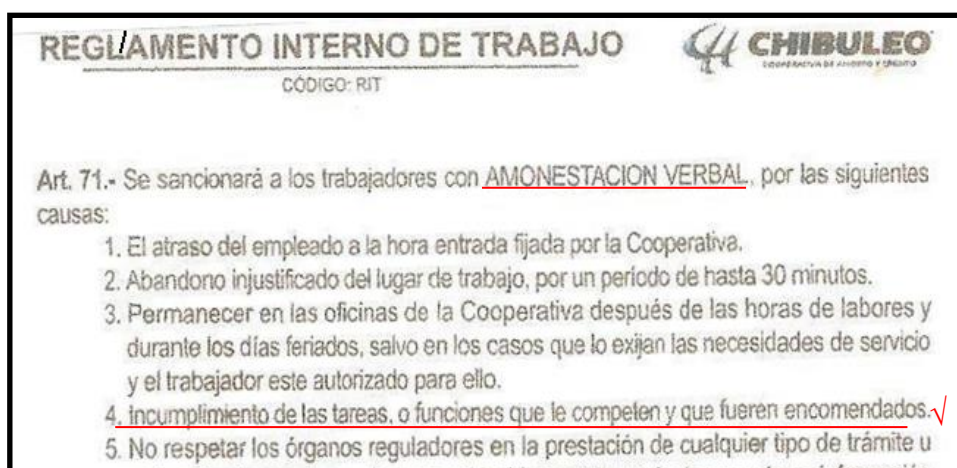 REGLAMENTO INTERNO DE TRABAJO
CHIBULEO
COOPERATIVA DE AHORRO Y CRÉDITO
CÓDIGO: RIT
Art. 71.- Se sancionará a los trabajadores con AMONESTACION VERBAL, por las siguientes
causas:
1. El atraso del empleado a la hora entrada fijada por la Cooperativa.
2. Abandono injustificado del lugar de trabajo, por un periodo de hasta 30 minutos.
3. Permanecer en las oficinas de la Cooperativa después de las horas de labores y
durante los días feriados, salvo en los casos que lo exijan las necesidades de servicio
y el trabajador este autorizado para ello.
4. Incumplimiento de las tareas, o funciones que le competen y que fueren encomendados. √
5. No respetar los órganos reguladores en la prestación de cualquier tipo de trámite u